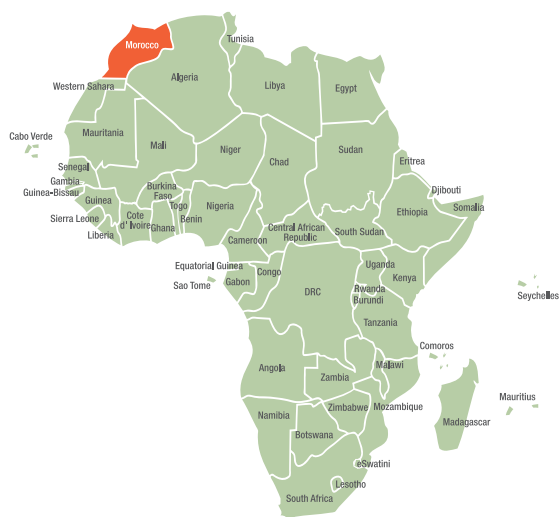 Morocco
Tunisia
Algeria
Libya
Egypt
Western Sahara
Mauritania
Mali
Niger
Chad
Sudan
Eritrea
Cabo Verde
Senegal
Gambia
Guinea-Bissau
Guinea
Sierra Leone
Liberia
Cote
d' Ivoire
Burkina
Faso
Ghana
Togo
Benin
Nigeria
Cameroon
Central African
Republic
South Sudan
Ethiopia
Djibouti
Somalia
Equatorial Guinea
Sao Tome
Gabon
Congo
DRC
Uganda
Kenya
Rwanda
Burundi
Tanzania
Seychelles
Comoros
Malawi
Angola
Zambia
Mozambique
Zimbabwe
Namibia
Botswana
Madagascar
Mauritius
eSwatini
Lesotho
South Africa